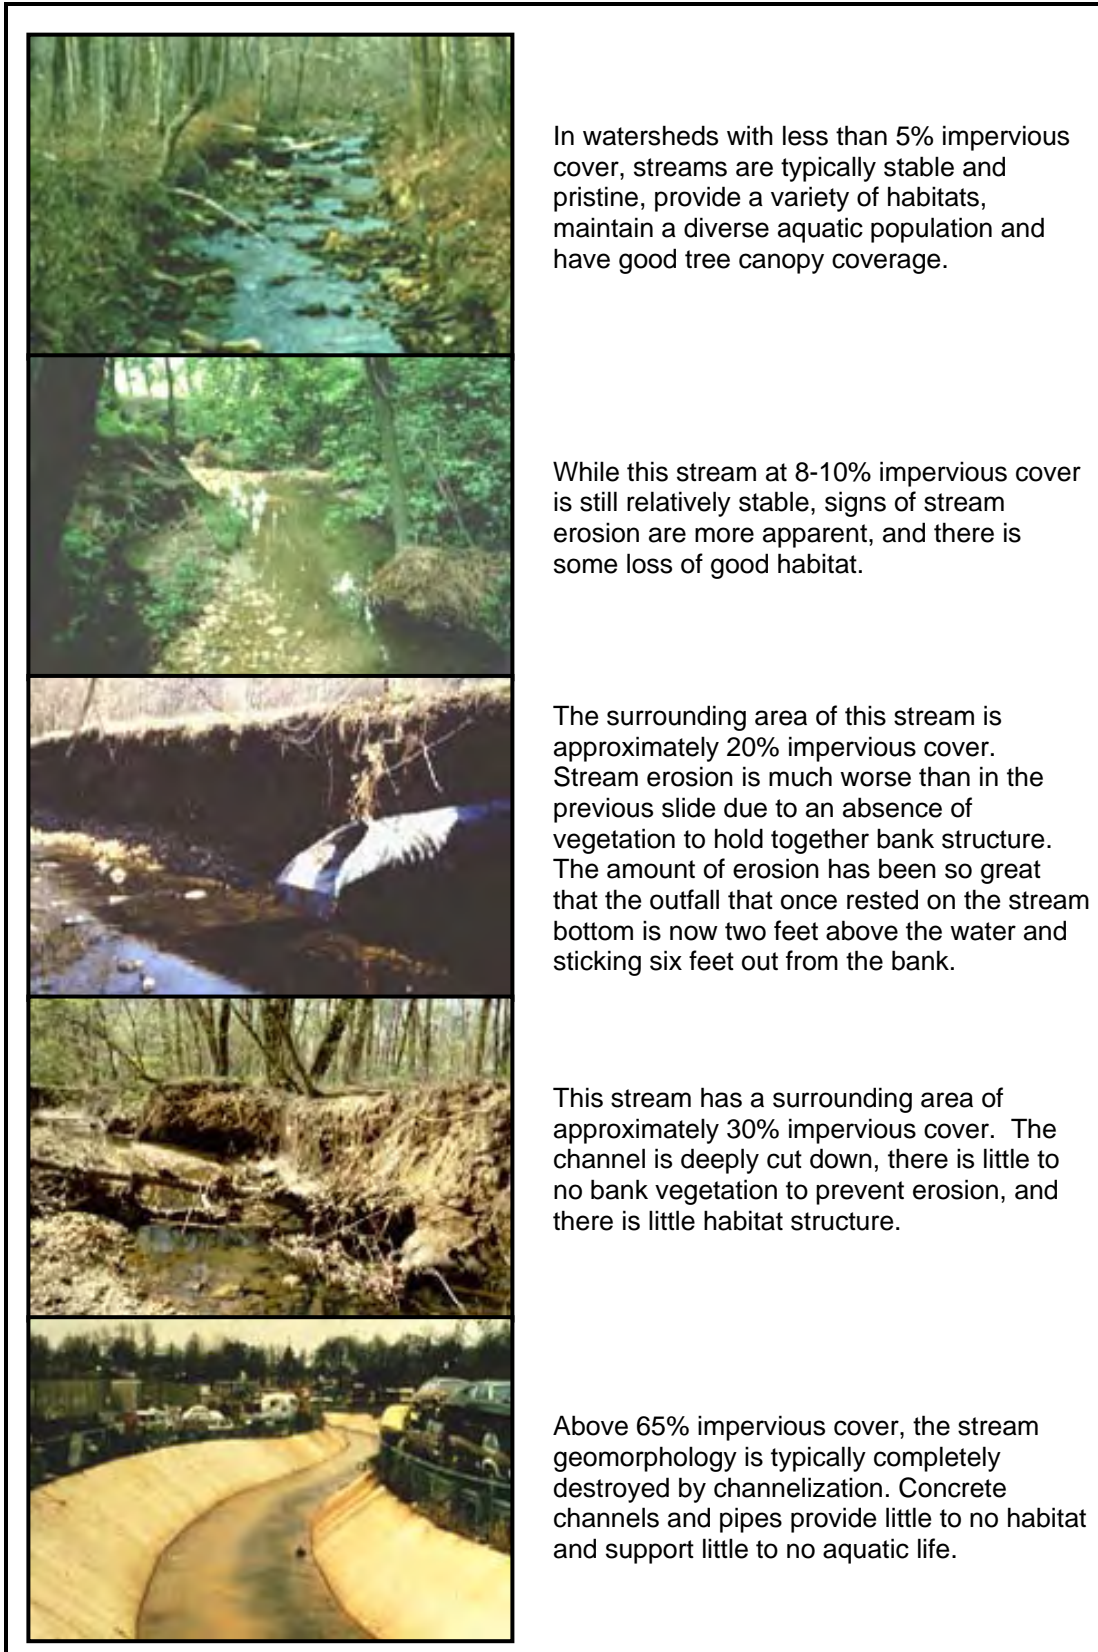 In watersheds with less than 5% impervious
cover, streams are typically stable and
pristine, provide a variety of habitats,
maintain a diverse aquatic population and
have good tree canopy coverage.
While this stream at 8-10% impervious cover
is still relatively stable, signs of stream
erosion are more apparent, and there is
some loss of good habitat.
The surrounding area of this stream is
approximately 20% impervious cover.
Stream erosion is much worse than in the
previous slide due to an absence of
vegetation to hold together bank structure.
The amount of erosion has been so great
that the outfall that once rested on the stream
bottom is now two feet above the water and
sticking six feet out from the bank.
This stream has a surrounding area of
approximately 30% impervious cover.  The
channel is deeply cut down, there is little to
no bank vegetation to prevent erosion, and
there is little habitat structure.
Above 65% impervious cover, the stream
geomorphology is typically completely
destroyed by channelization. Concrete
channels and pipes provide little to no habitat
and support little to no aquatic life.